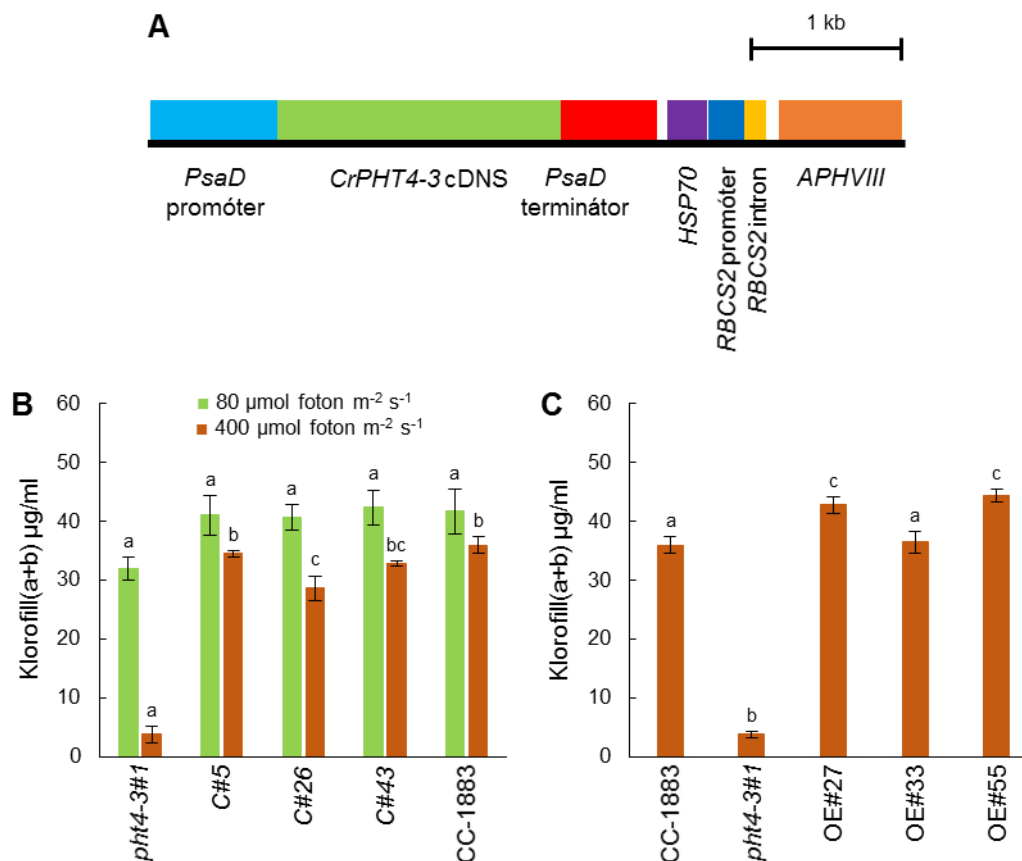 A
1 kb
PsaD
promóter
CrPHT4-3 cDNS
PsaD
terminátor
HSP70
RBCS2 promóter
RBCS2 intron
APHVIII
B
80 µmol foton m⁻² s⁻¹
400 µmol foton m⁻² s⁻¹
Klorofill(a+b) µg/ml
60
50
40
30
20
10
0
a
a
a
b
a
c
a
bc
a
b
pht4-3#1
C#5
C#26
C#43
CC-1883
C
Klorofill(a+b) µg/ml
60
50
40
30
20
10
0
a
b
c
a
c
CC-1883
pht4-3#1
OE#27
OE#33
OE#55